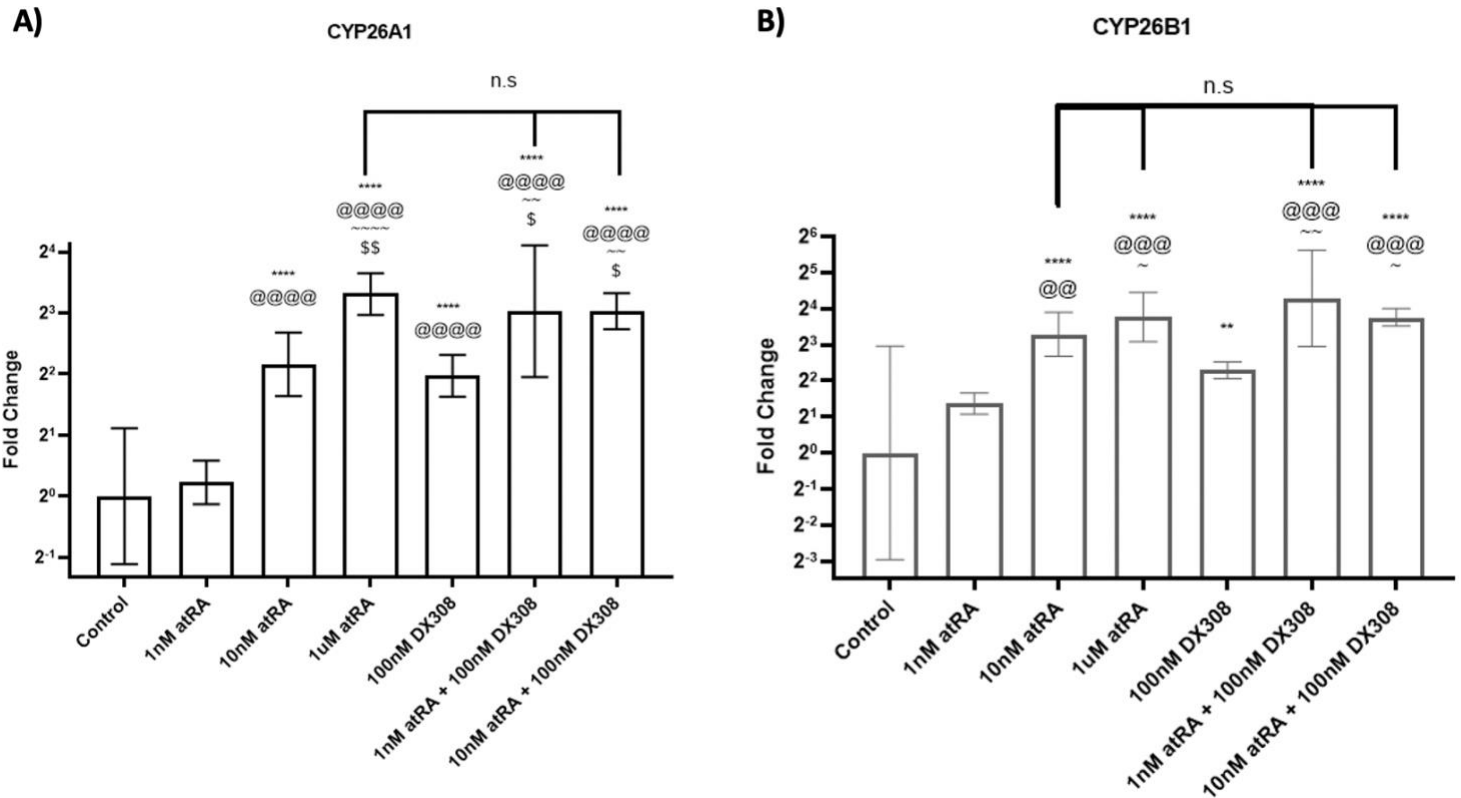 A)
CYP26A1
n.s
****
@@@@
~~
$
****
@@@@
~~~~
$$
****
@@@@
~~
$
****
@@@@
****
@@@@
2⁴
2³
2²
2¹
2⁰
2⁻¹
Fold Change
Control
1nM atRA
10nM atRA
1uM atRA
100nM DX308
1nM atRA + 100nM DX308
10nM atRA + 100nM DX308
B)
CYP26B1
n.s
****
@@@
~~
****
@@@
~
****
@@@
~
****
@@
**
2⁶
2⁵
2⁴
2³
2²
2¹
2⁰
2⁻¹
2⁻²
2⁻³
Fold Change
Control
1nM atRA
10nM atRA
1uM atRA
100nM DX308
1nM atRA + 100nM DX308
10nM atRA + 100nM DX308